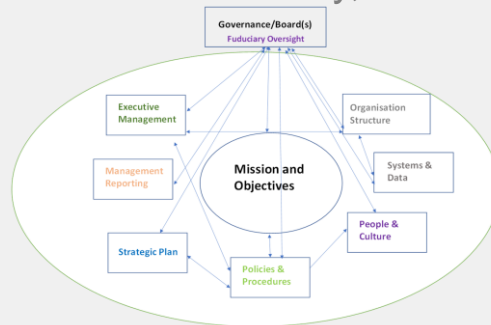 Governance/Board(s)
Fuduciary Oversight
Executive
Management
Organisation
Structure
Management
Reporting
Mission and
Objectives
Systems &
Data
Strategic Plan
People &
Culture
Policies &
Procedures